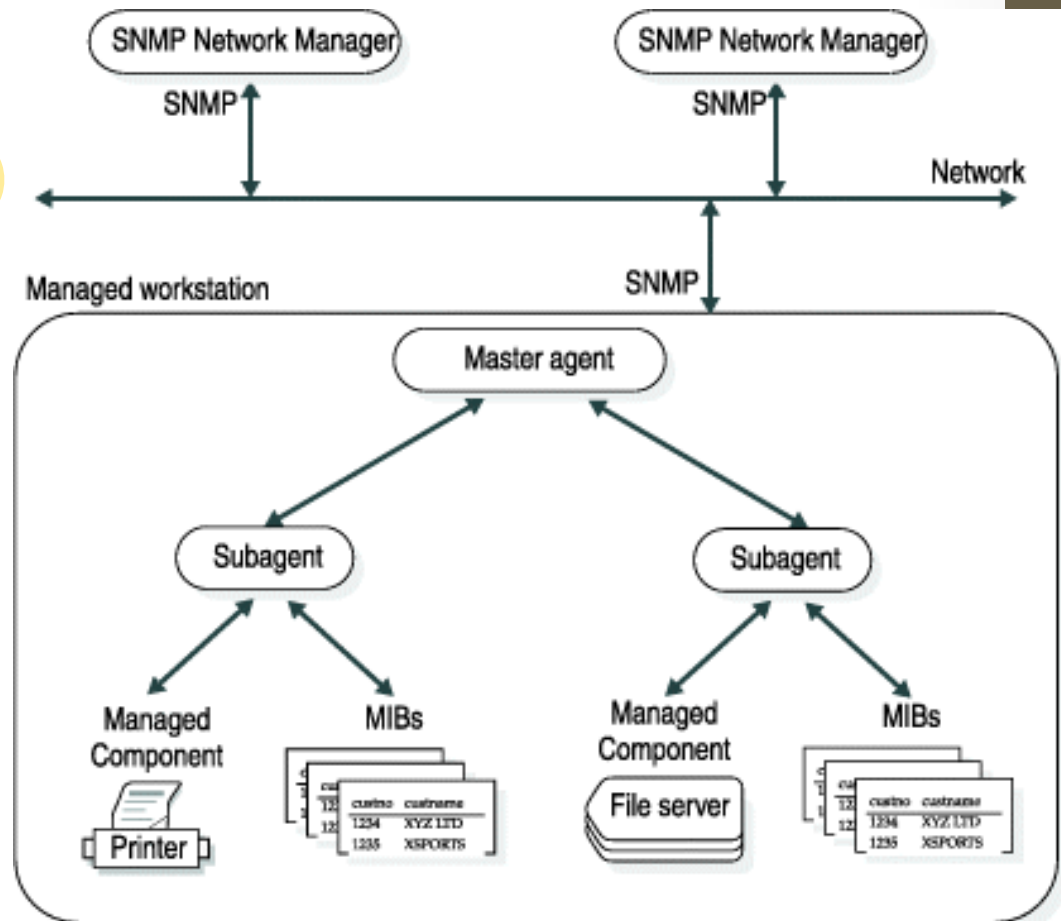 SNMP Network Manager
SNMP Network Manager
SNMP
SNMP
Network
SNMP
Managed workstation
Master agent
Subagent
Subagent
Managed
Component
MIBs
Managed
Component
MIBs
Printer
custno custname
1234 XYZ LTD
1235 XSPORTS
File server
custno custname
1234 XYZ LTD
1235 XSPORTS